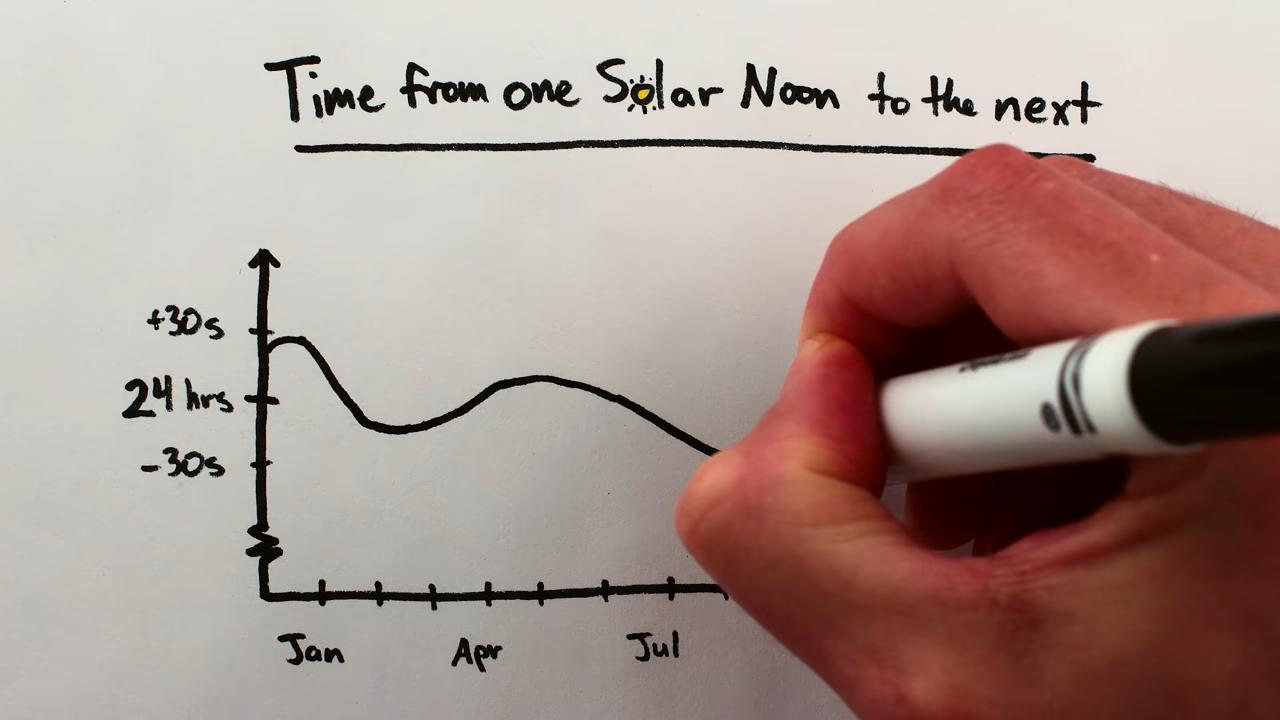 Time from one Solar Noon to the next
+30s
24 hrs
-30s
Jan Apr Jul